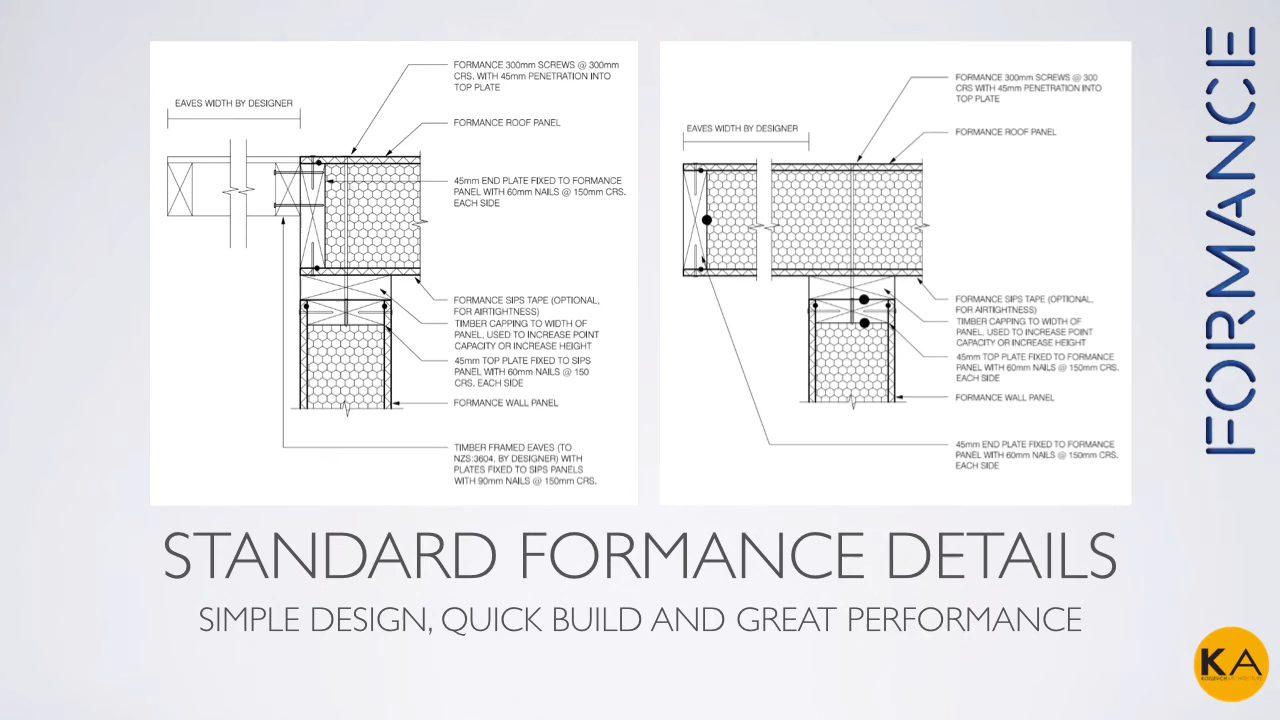 FORMANCE 300mm SCREWS @ 300mm
CRS. WITH 45mm PENETRATION INTO
TOP PLATE
EAVES WIDTH BY DESIGNER
FORMANCE ROOF PANEL
45mm END PLATE FIXED TO FORMANCE
PANEL WITH 60mm NAILS @ 150mm CRS.
EACH SIDE
FORMANCE SIPS TAPE (OPTIONAL,
FOR AIRTIGHTNESS)
TIMBER CAPPING TO WIDTH OF
PANEL, USED TO INCREASE POINT
CAPACITY OR INCREASE HEIGHT
45mm TOP PLATE FIXED TO SIPS
PANEL WITH 60mm NAILS @ 150
CRS. EACH SIDE
FORMANCE WALL PANEL
TIMBER FRAMED EAVES (TO
NZS:3604. BY DESIGNER) WITH
PLATES FIXED TO SIPS PANELS
WITH 90mm NAILS @ 150mm CRS.
FORMANCE 300mm SCREWS @ 300
CRS WITH 45mm PENETRATION INTO
TOP PLATE
EAVES WIDTH BY DESIGNER
FORMANCE ROOF PANEL
FORMANCE SIPS TAPE (OPTIONAL,
FOR AIRTIGHTNESS)
TIMBER CAPPING TO WIDTH OF
PANEL, USED TO INCREASE POINT
CAPACITY OR INCREASE HEIGHT
45mm TOP PLATE FIXED TO FORMANCE
PANEL WITH 60mm NAILS @ 150mm CRS.
EACH SIDE
FORMANCE WALL PANEL
45mm END PLATE FIXED TO FORMANCE
PANEL WITH 60mm NAILS @ 150mm CRS.
EACH SIDE
FORMANCE
STANDARD FORMANCE DETAILS
SIMPLE DESIGN, QUICK BUILD AND GREAT PERFORMANCE
KA